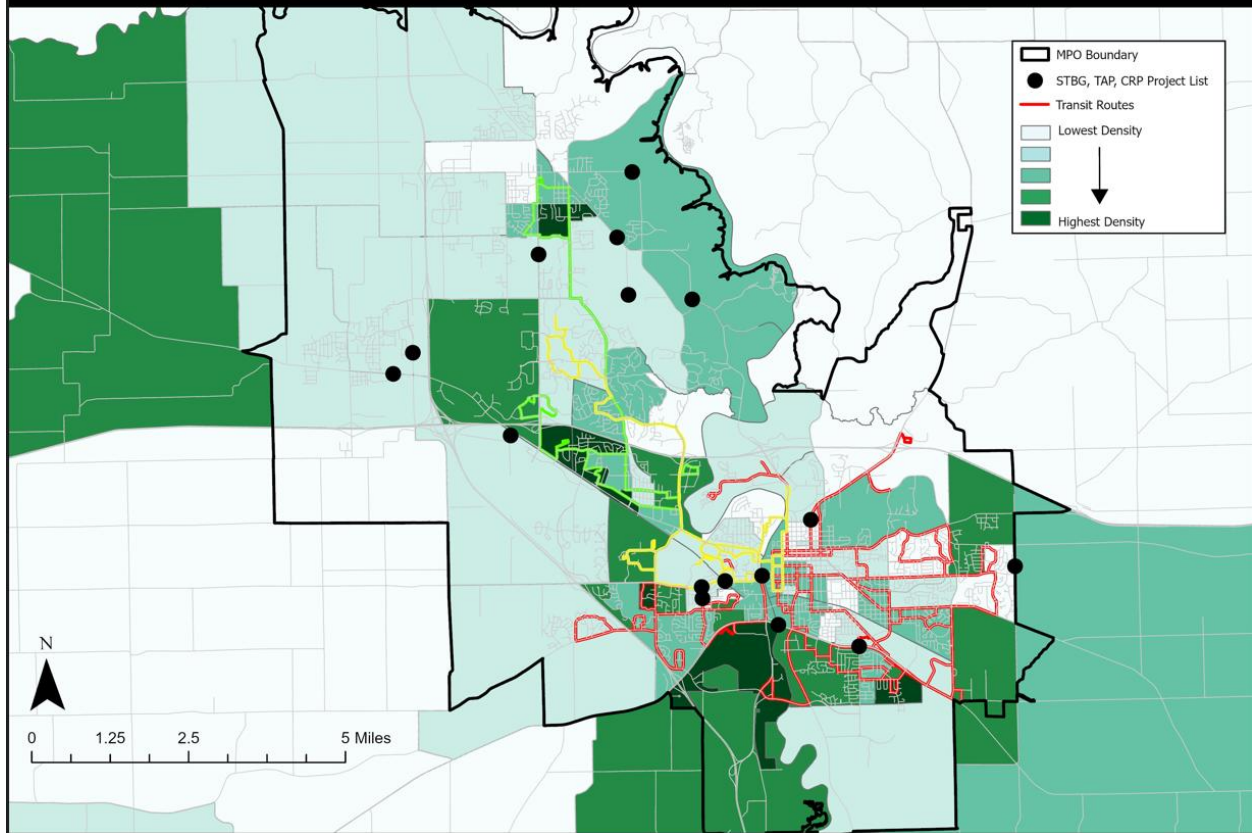 MPO Boundary
STBG, TAP, CRP Project List
Transit Routes
Lowest Density
Highest Density
N
0 1.25 2.5 5 Miles